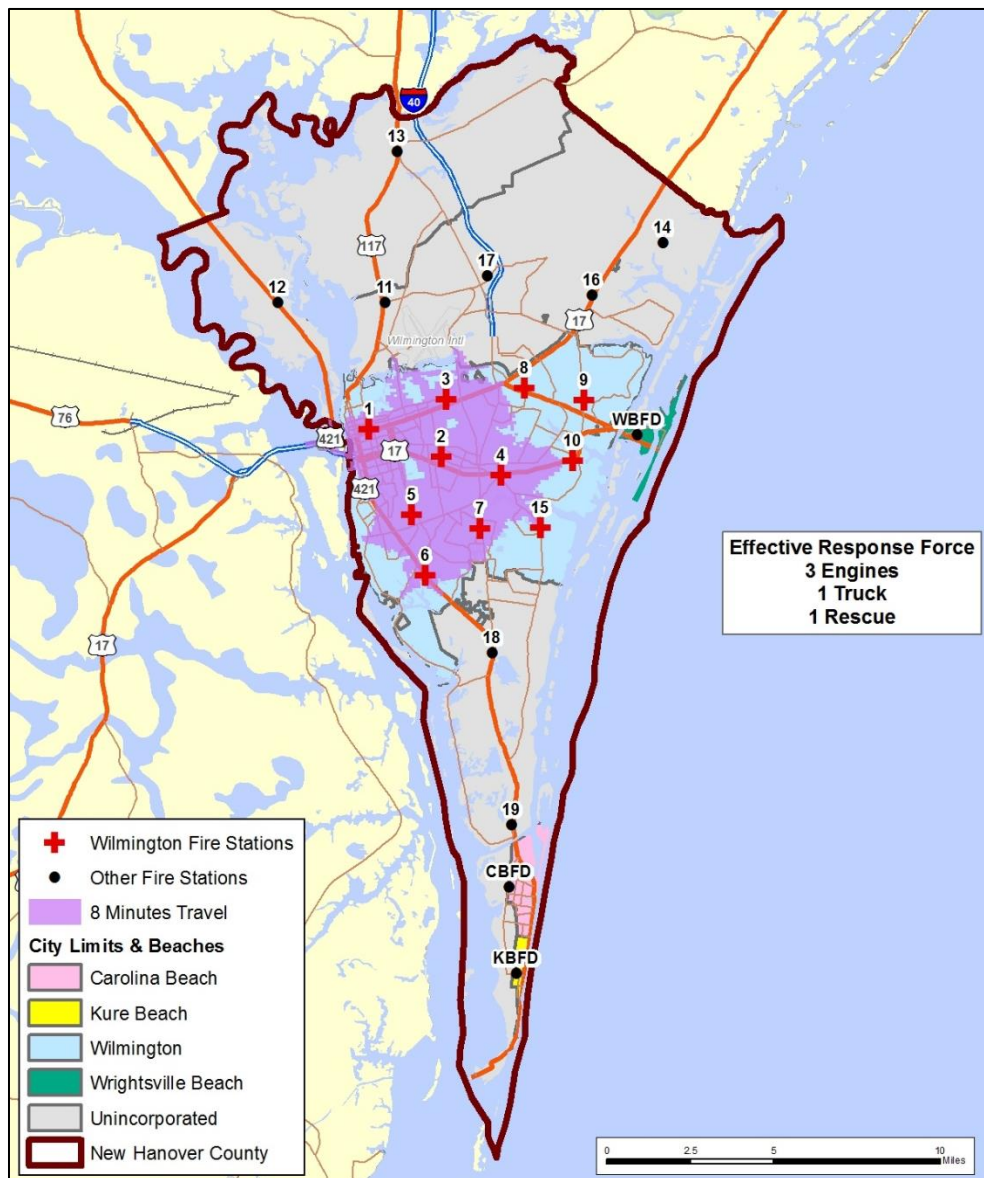 40
13
117
14
17
12
11
16
17
Wilmington Intl
8
3
9
1
WBFD
76
421
17
2
10
4
421
5
7
15
6
Effective Response Force
3 Engines
1 Truck
1 Rescue
17
18
19
CBFD
KBFD
Wilmington Fire Stations
Other Fire Stations
8 Minutes Travel
City Limits & Beaches
Carolina Beach
Kure Beach
Wilmington
Wrightsville Beach
Unincorporated
New Hanover County
0 2.5 5 10
Miles